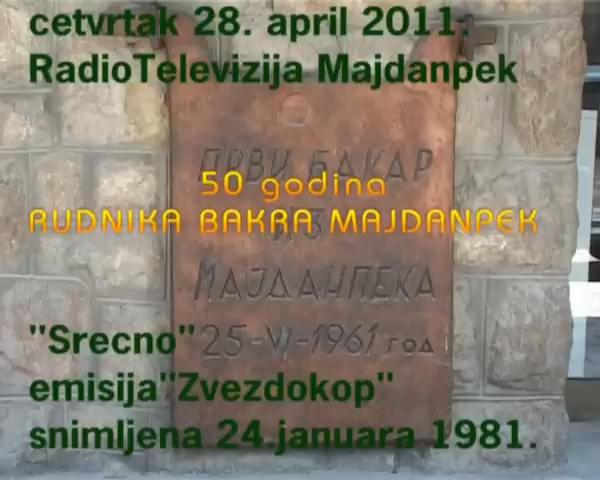 cetvrtak 28. april 2011.
RadioTelevizija Majdanpek
ПРВИ БАКАР
50 godina
RUDNIKA BAKRA MAJDANPEK
ИЗ
МАЈДАНПЕКА
"Srecno"
25-VI-1961 ГОД
emisija"Zvezdokop"
snimljena 24.januara 1981.